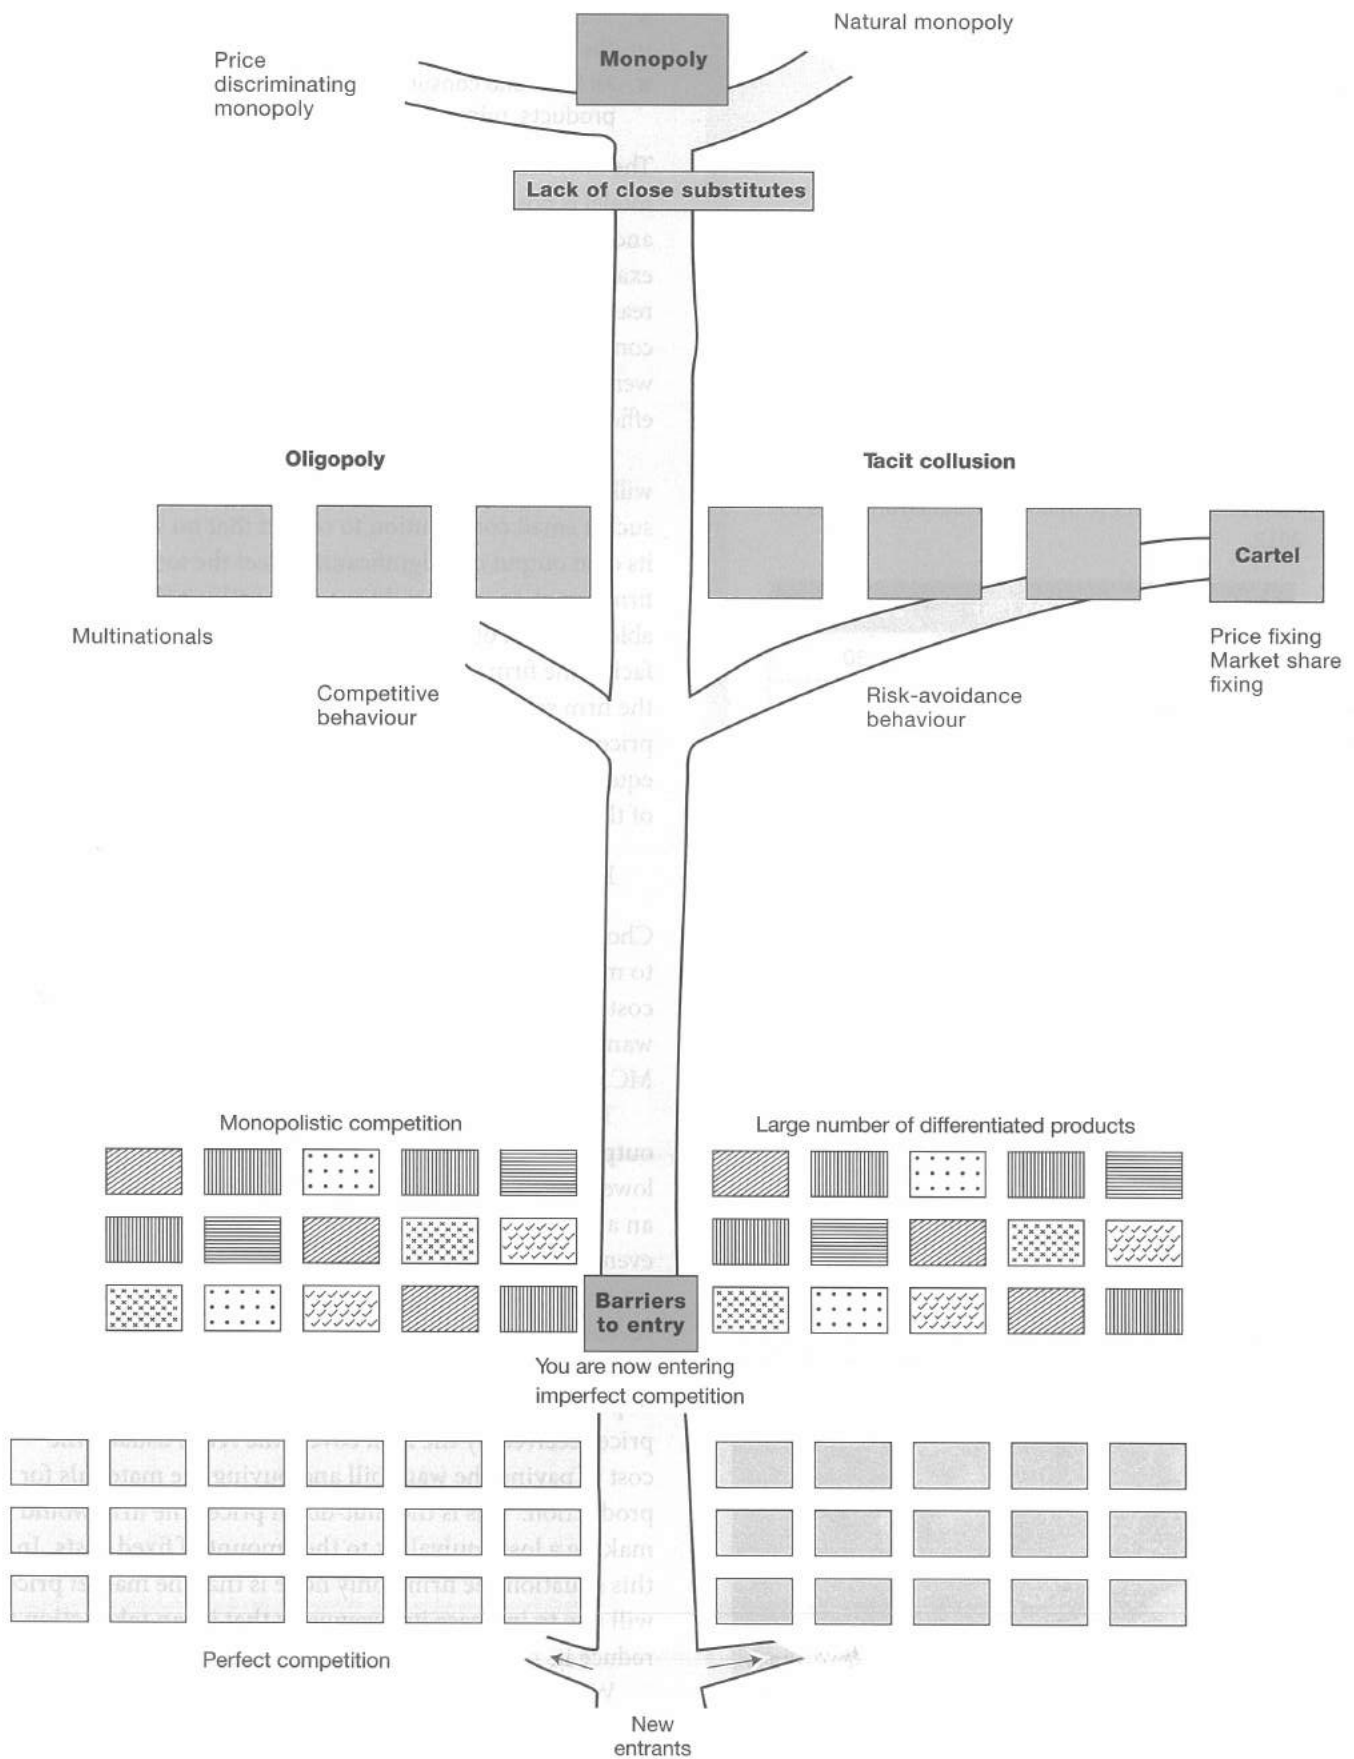 Natural monopoly
Price
discriminating
monopoly
Monopoly
Lack of close substitutes
Oligopoly
Tacit collusion
Cartel
Multinationals
Competitive
behaviour
Risk-avoidance
behaviour
Price fixing
Market share
fixing
Monopolistic competition
Large number of differentiated products
Barriers
to entry
You are now entering
imperfect competition
Perfect competition
New
entrants